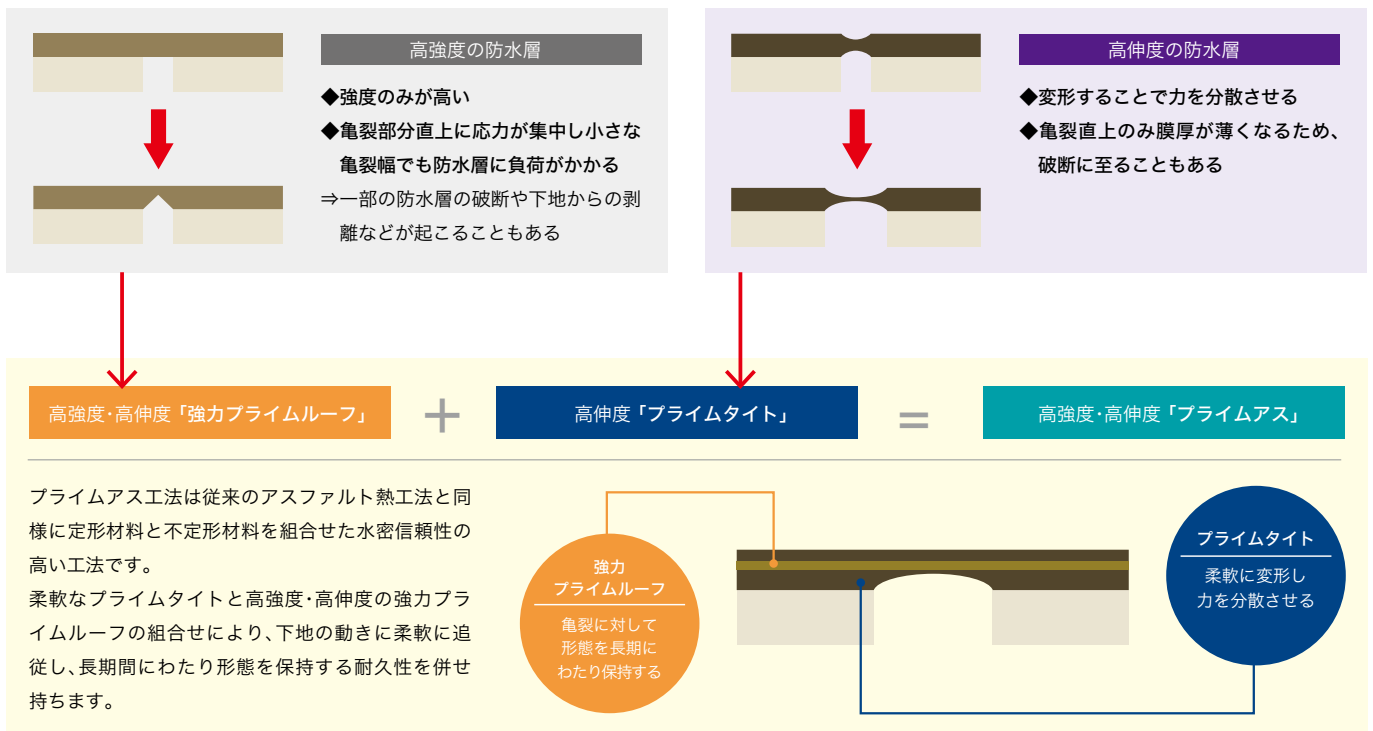 高強度の防水層
◆強度のみが高い
◆亀裂部分直上に応力が集中し小さな
亀裂幅でも防水層に負荷がかかる
⇒一部の防水層の破断や下地からの剥
離などが起こることもある
高伸度の防水層
◆変形することで力を分散させる
◆亀裂直上のみ膜厚が薄くなるため、
破断に至ることもある
高強度・高伸度「強力プライムルーフ」
＋
高伸度「プライムタイト」
＝
高強度・高伸度「プライムアス」
プライムアス工法は従来のアスファルト熱工法と同
様に定形材料と不定形材料を組合せた水密信頼性の
高い工法です。
柔軟なプライムタイトと高強度・高伸度の強力プラ
イムルーフの組合せにより、下地の動きに柔軟に追
従し、長期間にわたり形態を保持する耐久性を併せ
持ちます。
強力
プライムルーフ
亀裂に対して
形態を長期に
わたり保持する
プライムタイト
柔軟に変形し
力を分散させる